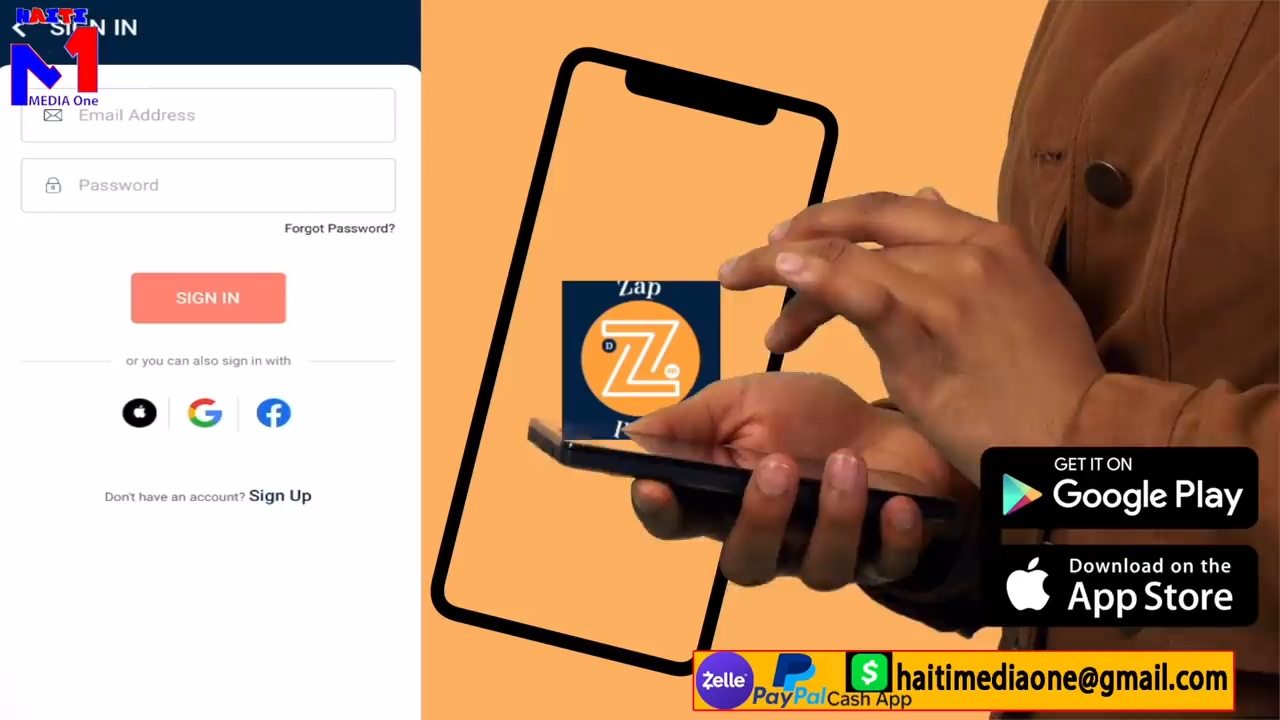 HAITI
SIGN IN
M1
MEDIA One
Email Address
Password
Forgot Password?
SIGN IN
or you can also sign in with
Don't have an account? Sign Up
Zap
Z
D
GET IT ON
Google Play
Download on the
App Store
Zelle PayPal $ Cash App haitimediaone@gmail.com